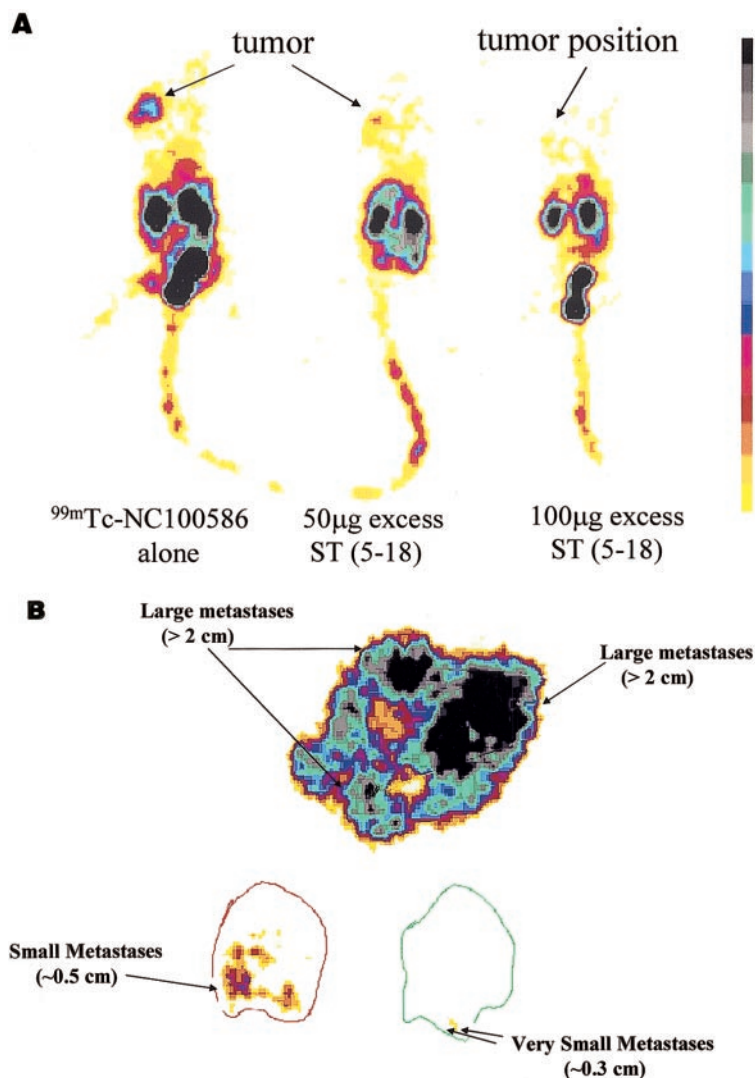 A
tumor
tumor position
99mTc-NC100586
alone
50μg excess
ST (5-18)
100μg excess
ST (5-18)
B
Large metastases
(> 2 cm)
Large metastases
(> 2 cm)
Small Metastases
(~0.5 cm)
Very Small Metastases
(~0.3 cm)